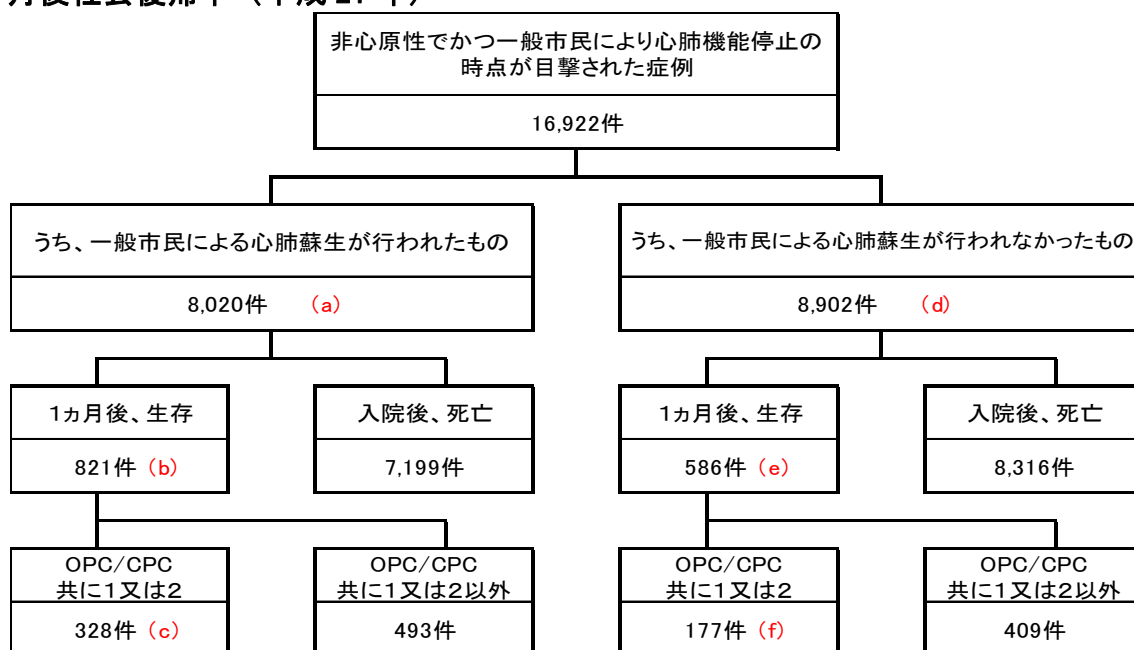 非心原性でかつ一般市民により心肺機能停止の
時点が目撃された症例
16,922件
うち、一般市民による心肺蘇生が行われたもの
うち、一般市民による心肺蘇生が行われなかったもの
8,020件 (a)
8,902件 (d)
1ヵ月後、生存
入院後、死亡
1ヵ月後、生存
入院後、死亡
821件 (b)
7,199件
586件 (e)
8,316件
OPC/CPC
共に1又は2
OPC/CPC
共に1又は2以外
OPC/CPC
共に1又は2
OPC/CPC
共に1又は2以外
328件 (c)
493件
177件 (f)
409件